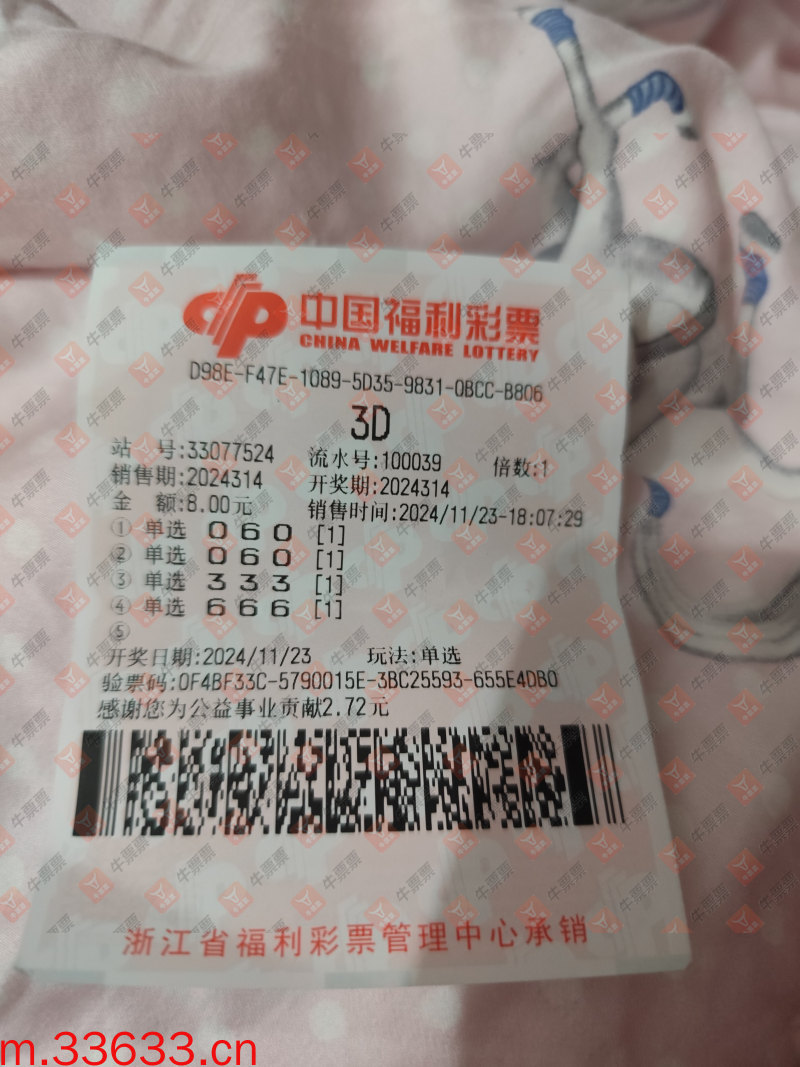 中国福利彩票
CHINA WELFARE LOTTERY
D98E-F47E-1089-5D35-9831-0BCC-B806
3D
站 号:33077524 流水号:100039 倍数:1
销售期:2024314 开奖期:2024314
金 额:8.00元 销售时间:2024/11/23-18:07:29
① 单选 0 6 0 [1]
② 单选 0 6 0 [1]
③ 单选 3 3 3 [1]
④ 单选 6 6 6 [1]
⑤
开奖日期:2024/11/23 玩法:单选
验票码:0F4BF33C-5790015E-3BC25593-655E4DB0
感谢您为公益事业贡献2.72元
浙江省福利彩票管理中心承销
牛票票
m.33633.cn